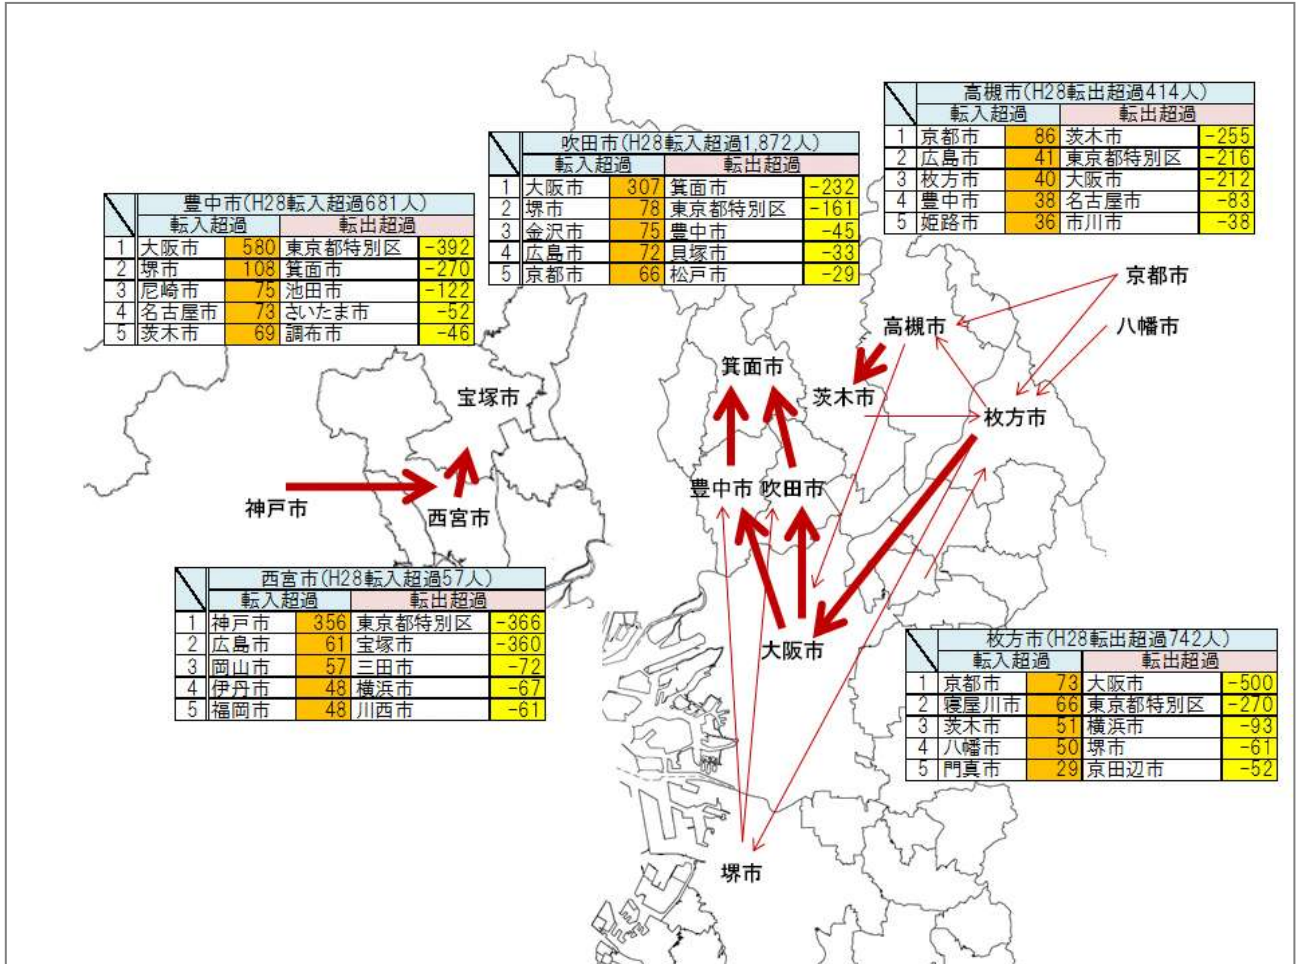 高槻市(H28転出超過414人)
転入超過 転出超過
1 京都市 86 茨木市 -255
2 広島市 41 東京都特別区 -216
3 枚方市 40 大阪市 -212
4 豊中市 38 名古屋市 -83
5 姫路市 36 市川市 -38
吹田市(H28転入超過1,872人)
転入超過 転出超過
1 大阪市 307 箕面市 -232
2 堺市 78 東京都特別区 -161
3 金沢市 75 豊中市 -45
4 広島市 72 貝塚市 -33
5 京都市 66 松戸市 -29
豊中市(H28転入超過681人)
転入超過 転出超過
1 大阪市 580 東京都特別区 -392
2 堺市 108 箕面市 -270
3 尼崎市 75 池田市 -122
4 名古屋市 73 さいたま市 -52
5 茨木市 69 調布市 -46
京都市
高槻市
八幡市
箕面市
宝塚市
茨木市
枚方市
豊中市
吹田市
神戸市
西宮市
西宮市(H28転入超過57人)
転入超過 転出超過
1 神戸市 356 東京都特別区 -366
2 広島市 61 宝塚市 -360
3 岡山市 57 三田市 -72
4 伊丹市 48 横浜市 -67
5 福岡市 48 川西市 -61
大阪市
枚方市(H28転出超過742人)
転入超過 転出超過
1 京都市 73 大阪市 -500
2 寝屋川市 66 東京都特別区 -270
3 茨木市 51 横浜市 -93
4 八幡市 50 堺市 -61
5 門真市 29 京田辺市 -52
堺市